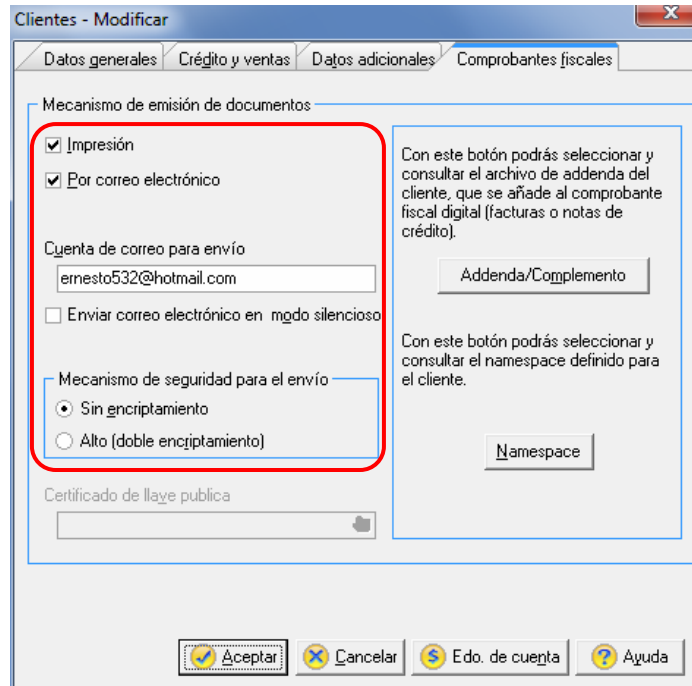 Clientes - Modificar
Datos generales
Crédito y ventas
Datos adicionales
Comprobantes fiscales
Mecanismo de emisión de documentos
Impresión
Por correo electrónico
Cuenta de correo para envío
ernesto532@hotmail.com
Enviar correo electrónico en modo silencioso
Mecanismo de seguridad para el envío
Sin encriptamiento
Alto (doble encriptamiento)
Certificado de llave publica
Con este botón podrás seleccionar y
consultar el archivo de addenda del
cliente, que se añade al comprobante
fiscal digital (facturas o notas de
crédito).
Addenda/Complemento
Con este botón podrás seleccionar y
consultar el namespace definido para
el cliente.
Namespace
Aceptar
Cancelar
Edo. de cuenta
Ayuda